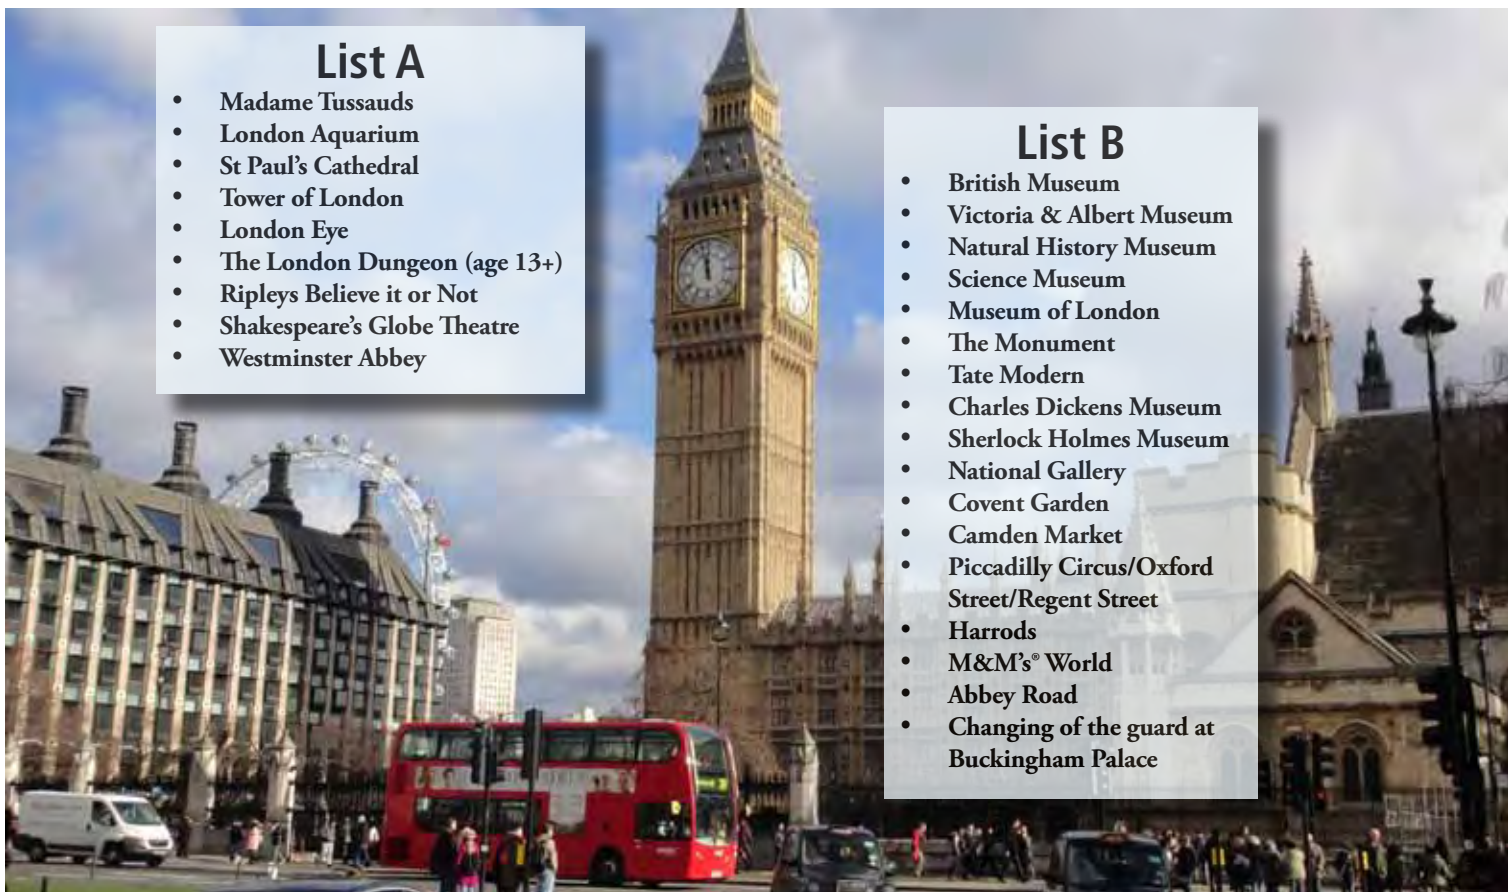 List A
• Madame Tussauds
• London Aquarium
• St Paul's Cathedral
• Tower of London
• London Eye
• The London Dungeon (age 13+)
• Ripleys Believe it or Not
• Shakespeare's Globe Theatre
• Westminster Abbey
List B
• British Museum
• Victoria & Albert Museum
• Natural History Museum
• Science Museum
• Museum of London
• The Monument
• Tate Modern
• Charles Dickens Museum
• Sherlock Holmes Museum
• National Gallery
• Covent Garden
• Camden Market
• Piccadilly Circus/Oxford
Street/Regent Street
• Harrods
• M&M's® World
• Abbey Road
• Changing of the guard at
Buckingham Palace